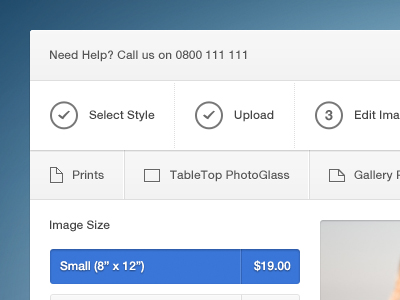 Need Help? Call us on 0800 111 111
Select Style Upload 3 Edit Ima
Prints TableTop PhotoGlass Gallery
Image Size
Small (8” x 12”) $19.00